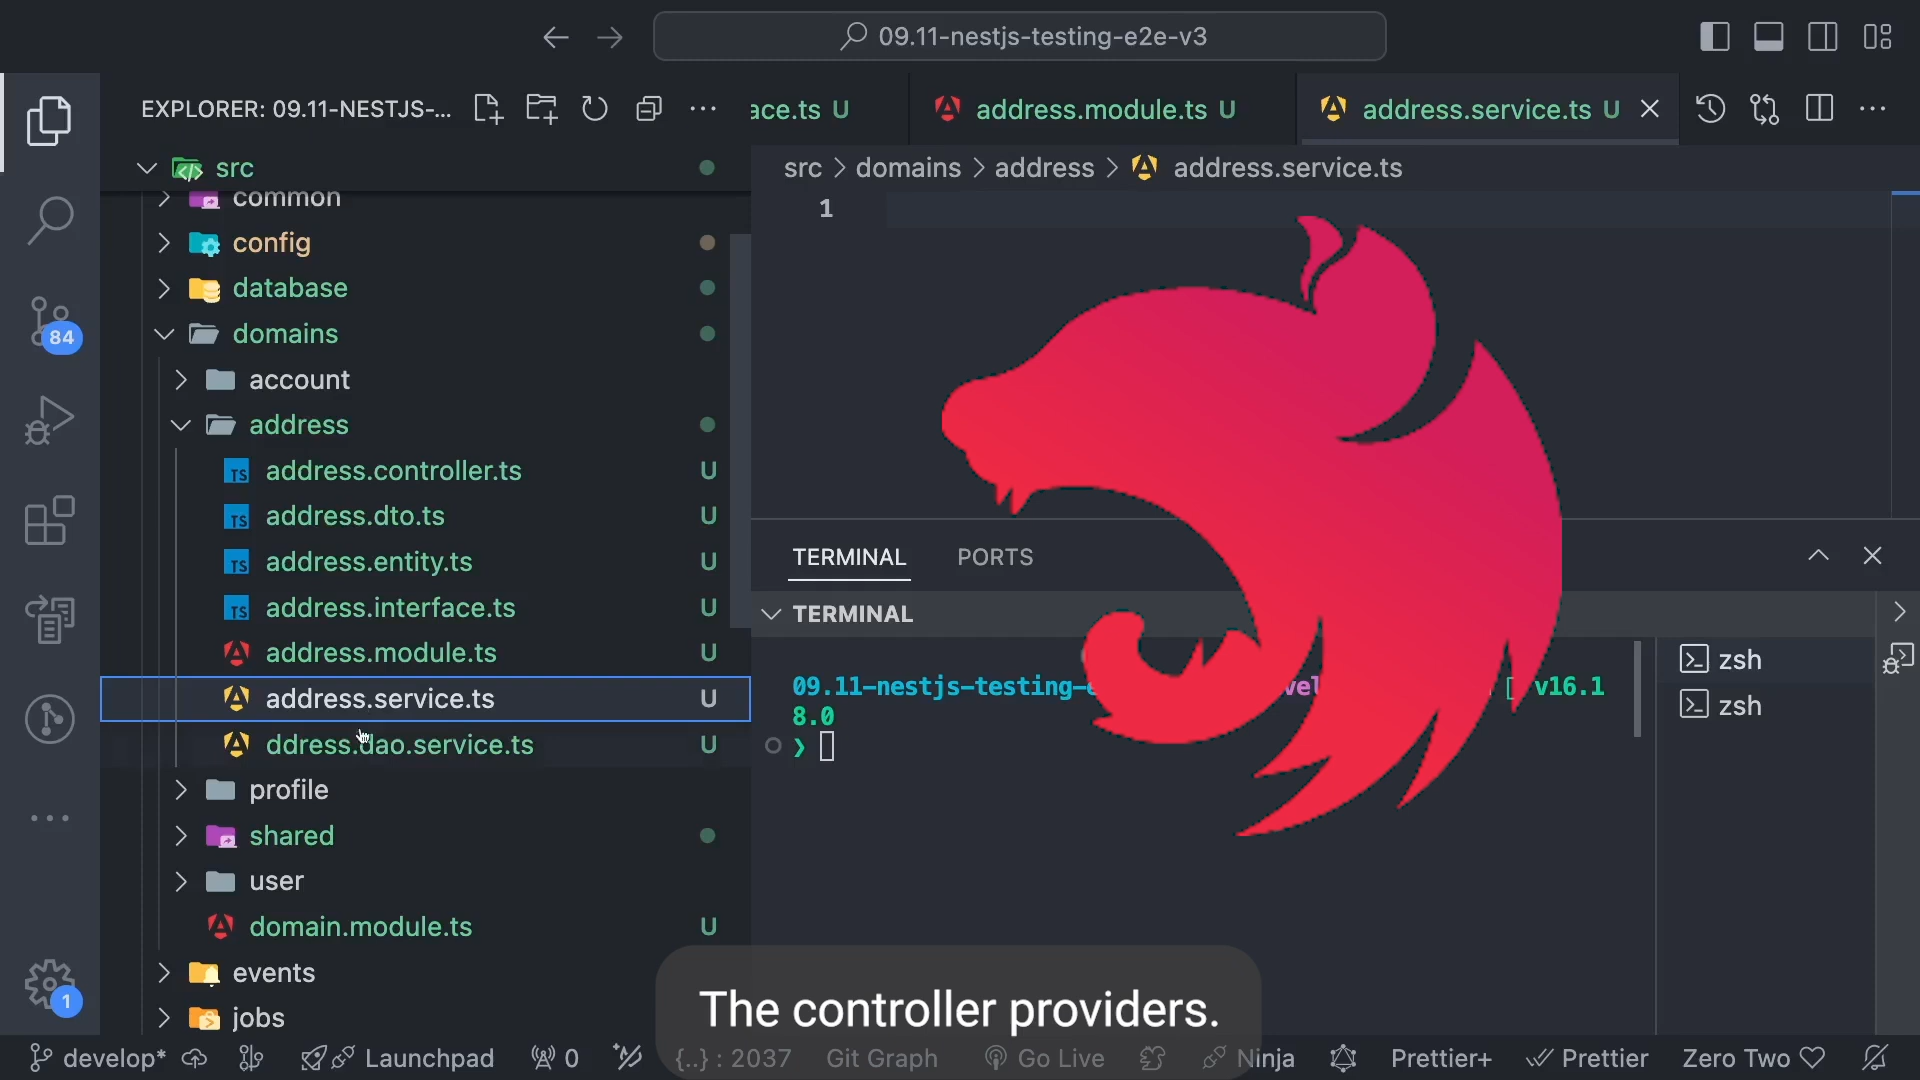 09.11-nestjs-testing-e2e-v3
EXPLORER: 09.11-NESTJS-...
ace.ts U
address.module.ts U
address.service.ts U
src
src > domains > address > address.service.ts
common
1
config
database
domains
account
address
address.controller.ts U
address.dto.ts U
address.entity.ts U
address.interface.ts U
address.module.ts U
address.service.ts U
ddress.dao.service.ts U
profile
shared
user
domain.module.ts U
events
jobs
84
1
TERMINAL
PORTS
TERMINAL
09.11-nestjs-testing-e
vel
[ v16.1
8.0
❯
zsh
zsh
The controller providers.
develop*
Launchpad
0
{..} : 2037
Git Graph
Go Live
Ninja
Prettier+
Prettier
Zero Two